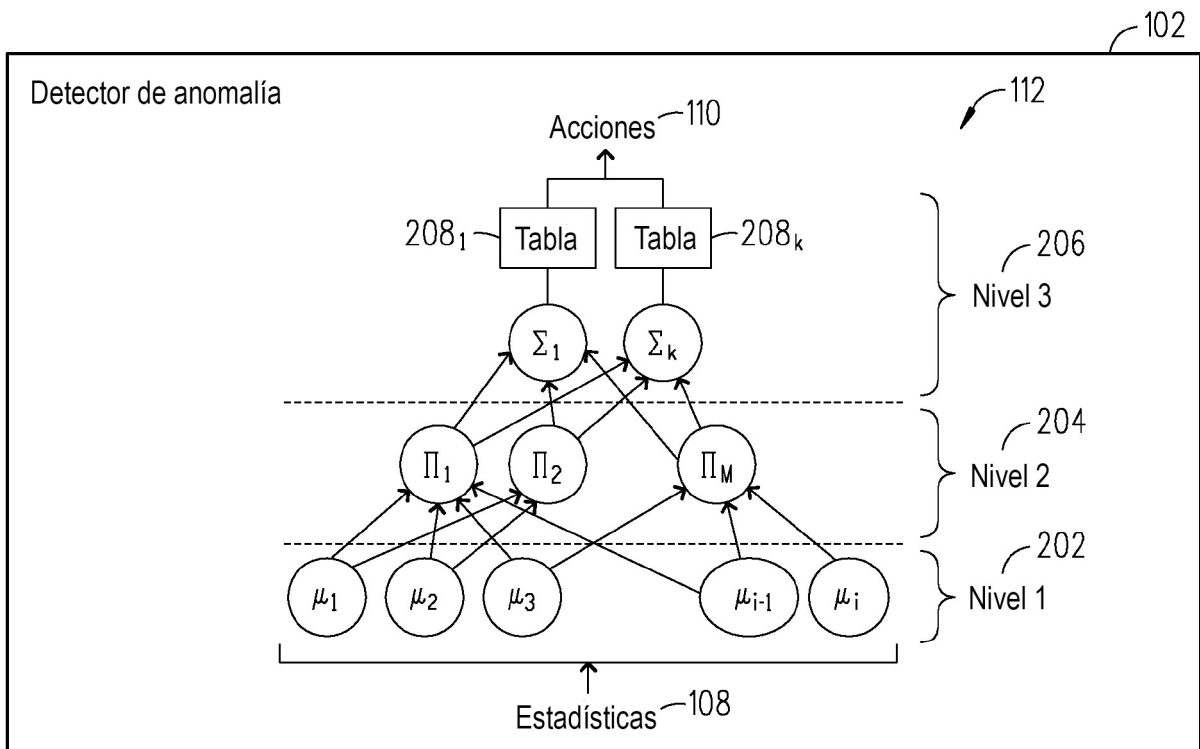 102
Detector de anomalía
112
Acciones 110
208₁ Tabla Tabla 208ₖ
206
Nivel 3
Σ₁ Σₖ
204
Π₁ Π₂ Π_M Nivel 2
202
μ₁ μ₂ μ₃ μᵢ₋₁ μᵢ Nivel 1
Estadísticas 108